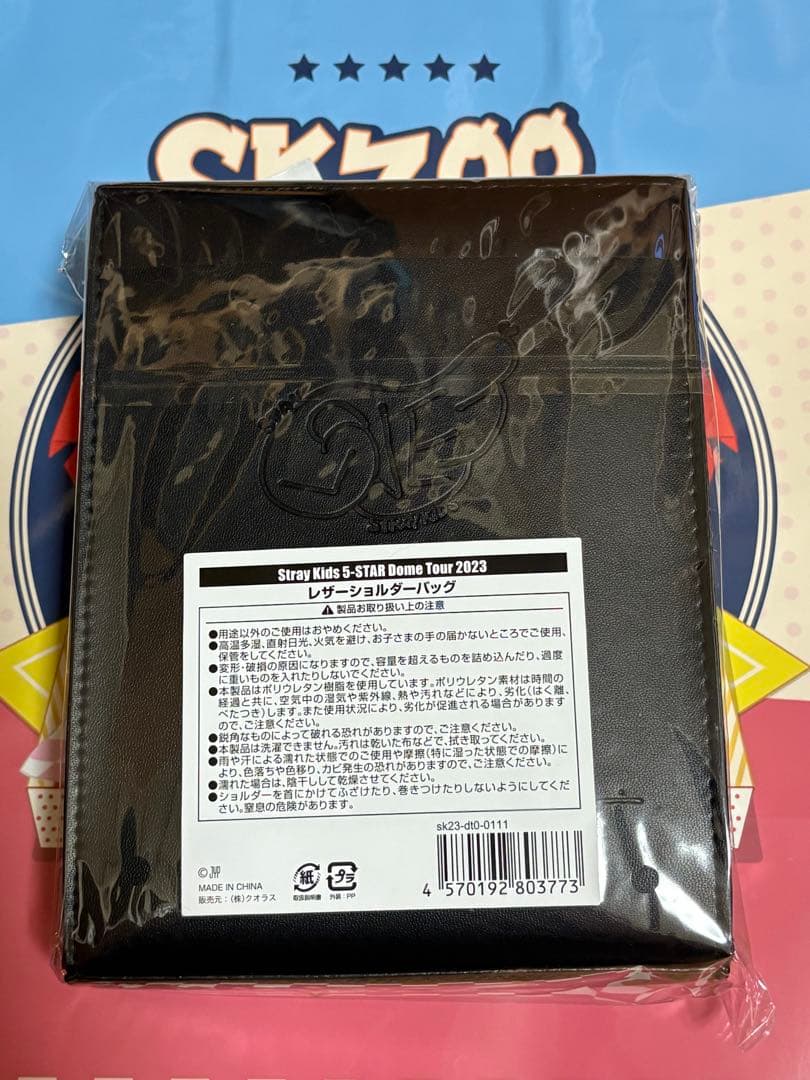 SKZOO
STRAY KIDS
Stray Kids 5-STAR Dome Tour 2023
レザーショルダーバッグ
⚠ 製品お取り扱い上の注意
●用途以外のご使用はおやめください。
●高温多湿、直射日光、火気を避け、お子さまの手の届かないところでご使用、
保管をしてください。
●変形・破損の原因になりますので、容量を超えるものを詰め込んだり、過度
に重いものを入れたりしないでください。
●本製品はポリウレタン樹脂を使用しています。ポリウレタン素材は時間の
経過と共に、空気中の湿気や紫外線、熱や汚れなどにより、劣化(はく離、
べたつき)します。また使用状況により、劣化が促進される場合があります
ので、ご注意ください。
●鋭角なものによって破れる恐れがありますので、ご注意ください。
●本製品は洗濯できません。汚れは乾いた布などで、拭き取ってください。
●雨や汗による濡れた状態でのご使用や摩擦(特に湿った状態での摩擦)に
より、色落ちや色移り、カビ発生の恐れがありますので、ご注意ください。
●濡れた場合は、陰干しして乾燥させてください。
●ショルダーを首にかけてふざけたり、巻きつけたりしないようにしてくだ
さい。窒息の危険があります。
sk23-dt0-0111
© JYP
MADE IN CHINA
販売元:(株)クオラス
紙
取扱説明書
プラ
外装:PP
4 570192 803773